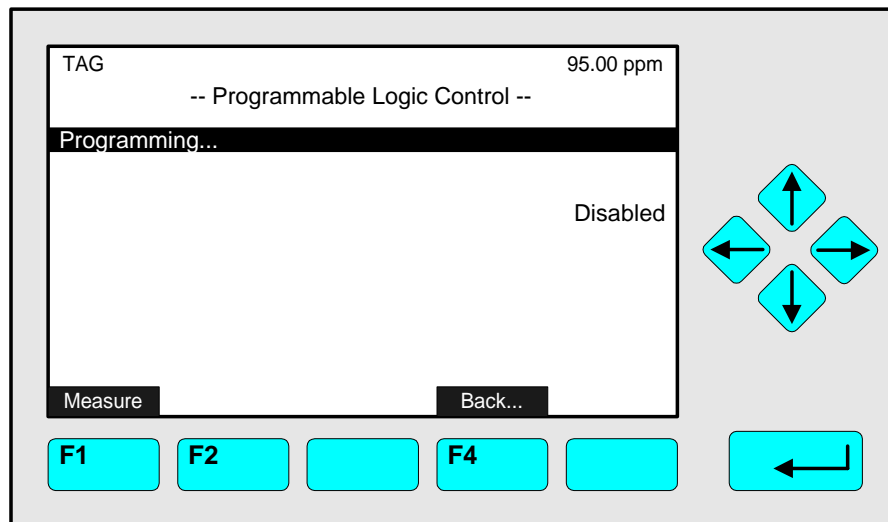 TAG 95.00 ppm
-- Programmable Logic Control --
Programming...
Disabled
Measure Back...
F1 F2 F4